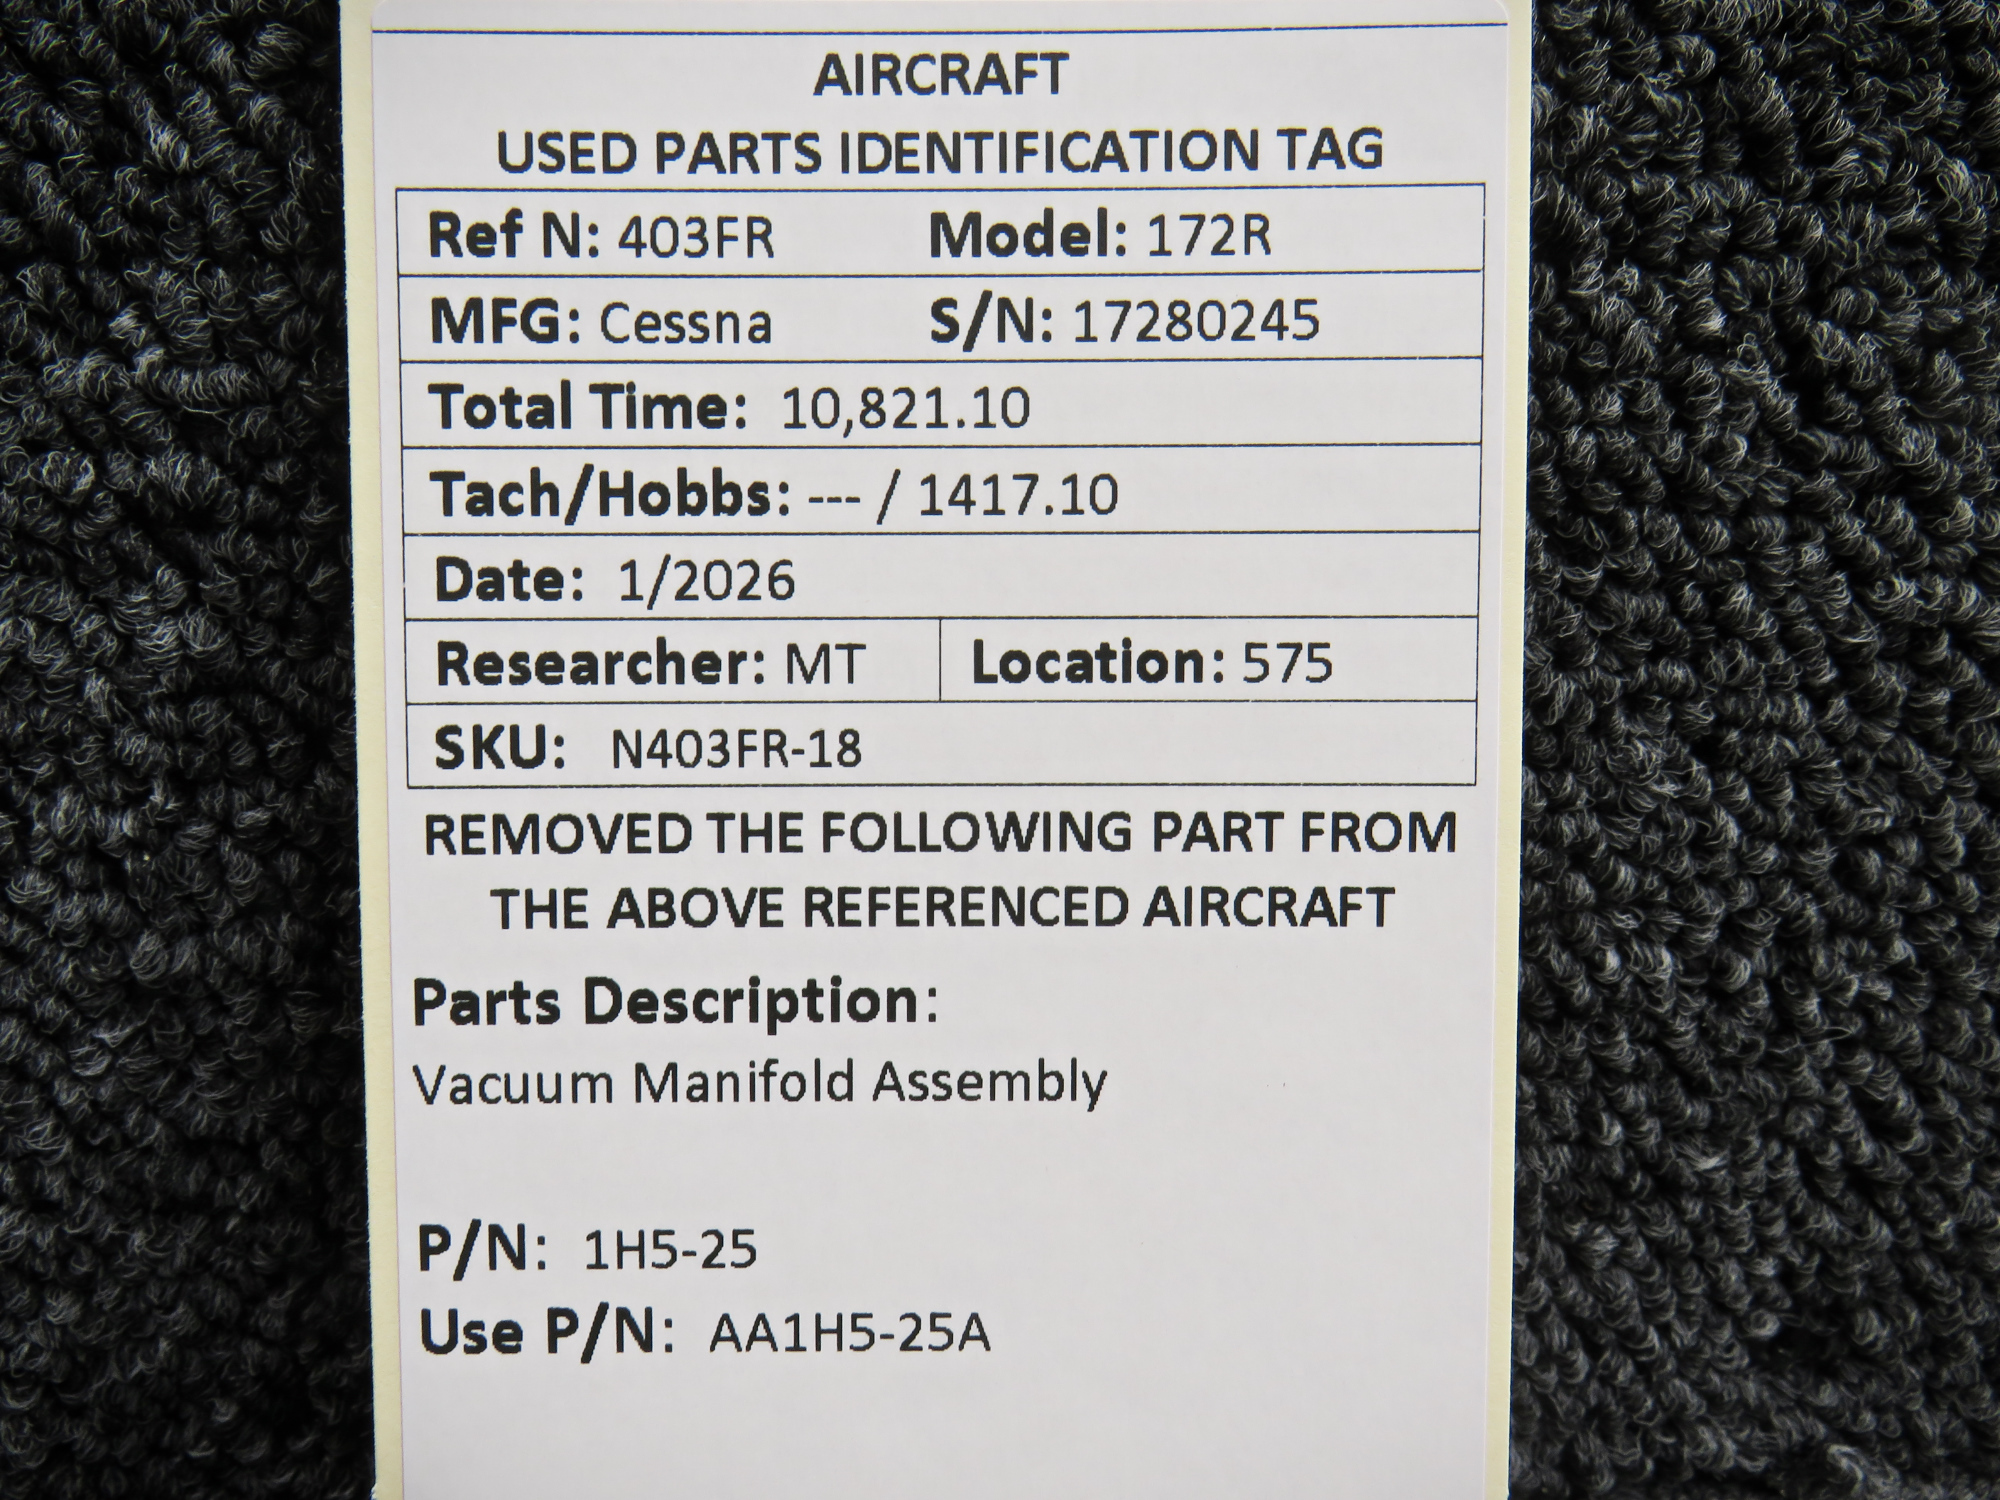 AIRCRAFT
USED PARTS IDENTIFICATION TAG
Ref N: 403FR Model: 172R
MFG: Cessna S/N: 17280245
Total Time: 10,821.10
Tach/Hobbs: --- / 1417.10
Date: 1/2026
Researcher: MT Location: 575
SKU: N403FR-18
REMOVED THE FOLLOWING PART FROM
THE ABOVE REFERENCED AIRCRAFT
Parts Description:
Vacuum Manifold Assembly
P/N: 1H5-25
Use P/N: AA1H5-25A